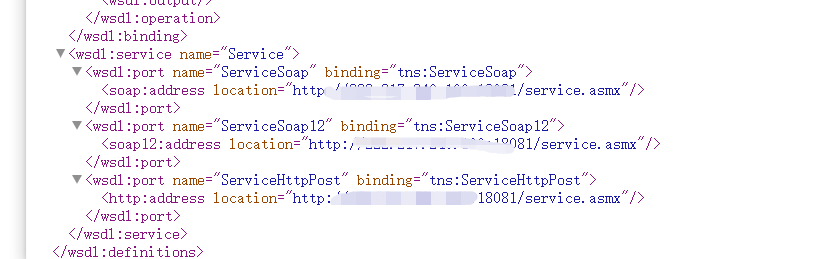 <wsdl:output/>
</wsdl:operation>
</wsdl:binding>
▼<wsdl:service name="Service">
▼<wsdl:port name="ServiceSoap" binding="tns:ServiceSoap">
<soap:address location="http:/service.asmx"/>
</wsdl:port>
▼<wsdl:port name="ServiceSoap12" binding="tns:ServiceSoap12">
<soap12:address location="http:/18081/service.asmx"/>
</wsdl:port>
▼<wsdl:port name="ServiceHttpPost" binding="tns:ServiceHttpPost">
<http:address location="http:/18081/service.asmx"/>
</wsdl:port>
</wsdl:service>
</wsdl:definitions>